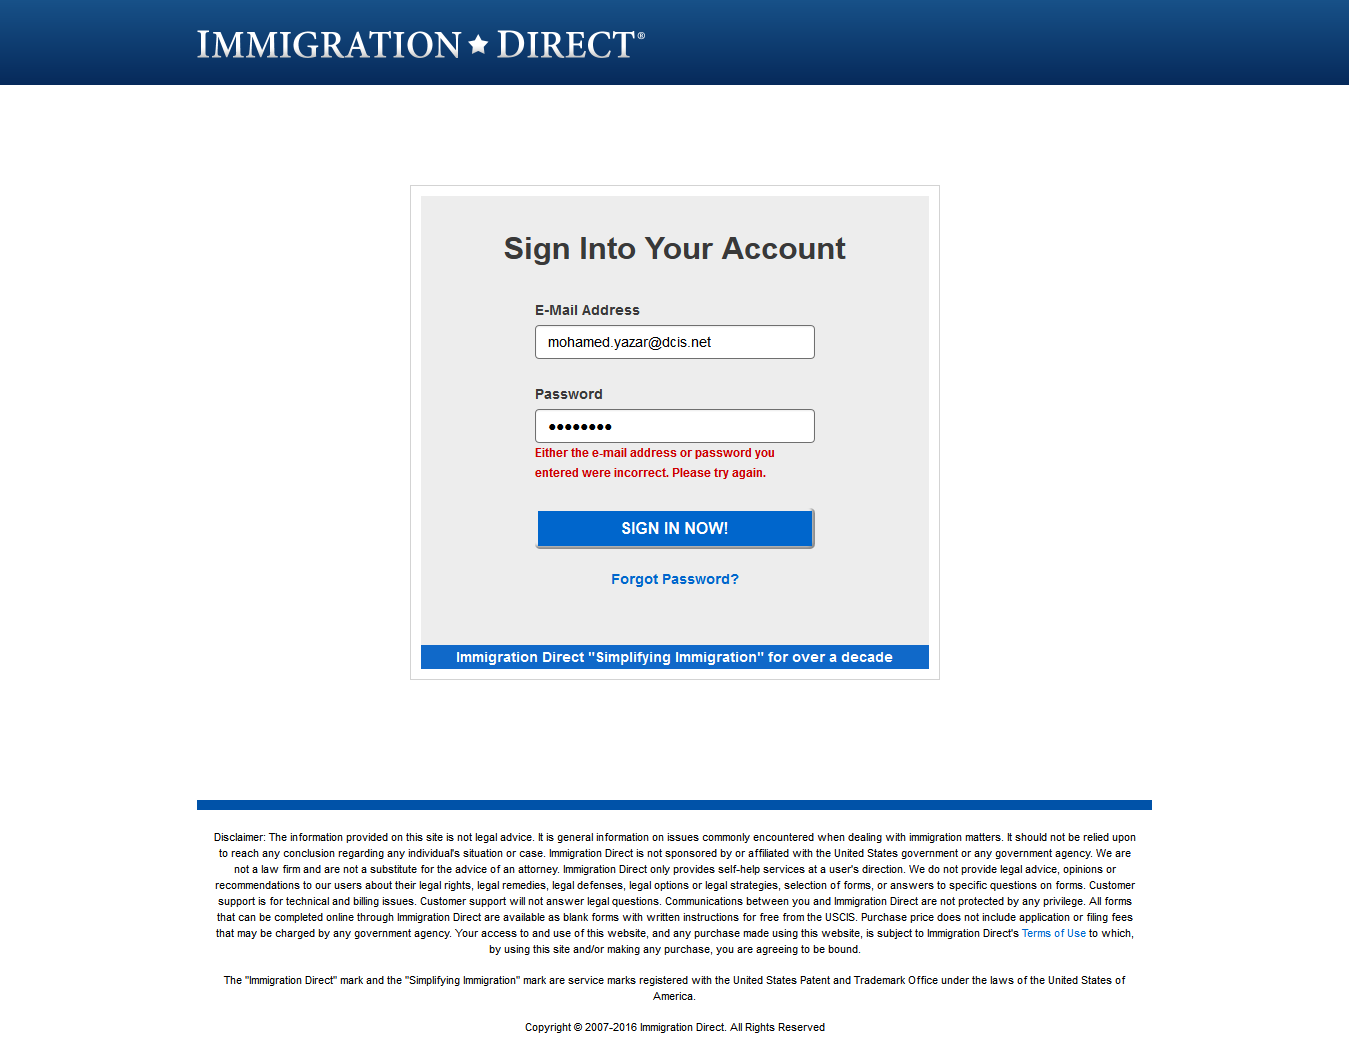 IMMIGRATION★DIRECT®
Sign Into Your Account
E-Mail Address
mohamed.yazar@dcis.net
Password
••••••••
Either the e-mail address or password you
entered were incorrect. Please try again.
SIGN IN NOW!
Forgot Password?
Immigration Direct "Simplifying Immigration" for over a decade
Disclaimer: The information provided on this site is not legal advice. It is general information on issues commonly encountered when dealing with immigration matters. It should not be relied upon
to reach any conclusion regarding any individual's situation or case. Immigration Direct is not sponsored by or affiliated with the United States government or any government agency. We are
not a law firm and are not a substitute for the advice of an attorney. Immigration Direct only provides self-help services at a user's direction. We do not provide legal advice, opinions or
recommendations to our users about their legal rights, legal remedies, legal defenses, legal options or legal strategies, selection of forms, or answers to specific questions on forms. Customer
support is for technical and billing issues. Customer support will not answer legal questions. Communications between you and Immigration Direct are not protected by any privilege. All forms
that can be completed online through Immigration Direct are available as blank forms with written instructions for free from the USCIS. Purchase price does not include application or filing fees
that may be charged by any government agency. Your access to and use of this website, and any purchase made using this website, is subject to Immigration Direct's Terms of Use to which,
by using this site and/or making any purchase, you are agreeing to be bound.
The "Immigration Direct" mark and the "Simplifying Immigration" mark are service marks registered with the United States Patent and Trademark Office under the laws of the United States of
America.
Copyright © 2007-2016 Immigration Direct. All Rights Reserved